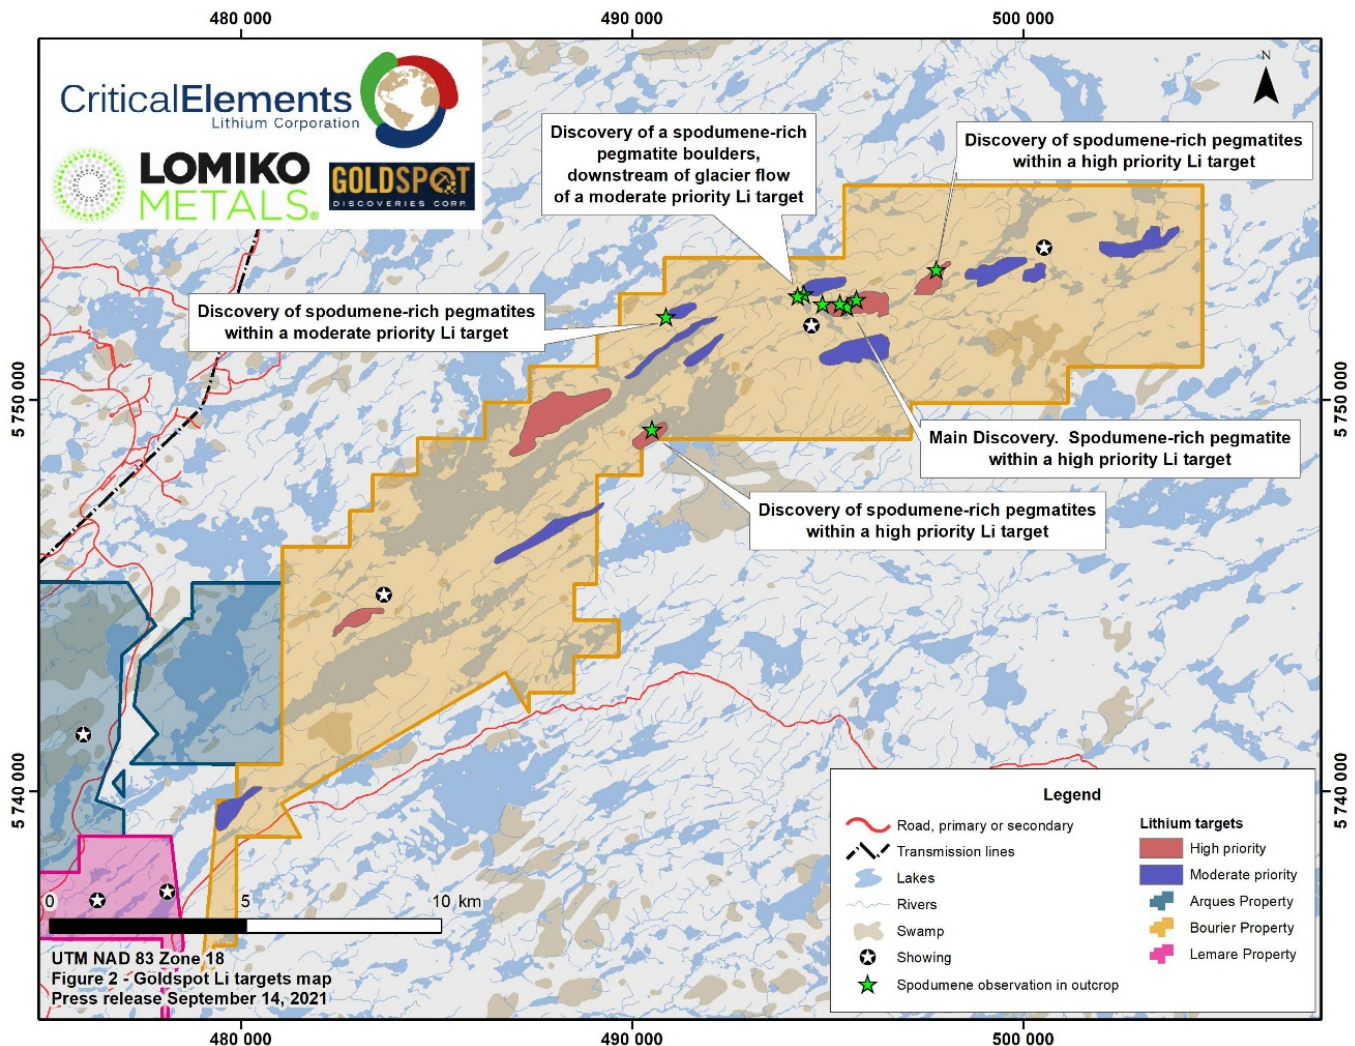 480 000
490 000
500 000
CriticalElements
Lithium Corporation
LOMIKO
METALS.®
GOLDSPOT
DISCOVERIES CORP.
N
Discovery of a spodumene-rich
pegmatite boulders,
downstream of glacier flow
of a moderate priority Li target
Discovery of spodumene-rich pegmatites
within a high priority Li target
Discovery of spodumene-rich pegmatites
within a moderate priority Li target
5 750 000
5 750 000
Main Discovery. Spodumene-rich pegmatite
within a high priority Li target
Discovery of spodumene-rich pegmatites
within a high priority Li target
5 740 000
5 740 000
Legend
Road, primary or secondary
Transmission lines
Lakes
Rivers
Swamp
Showing
Spodumene observation in outcrop
Lithium targets
High priority
Moderate priority
Arques Property
Bourier Property
Lemare Property
0 5 10 km
UTM NAD 83 Zone 18
Figure 2 - Goldspot Li targets map
Press release September 14, 2021
480 000
490 000
500 000